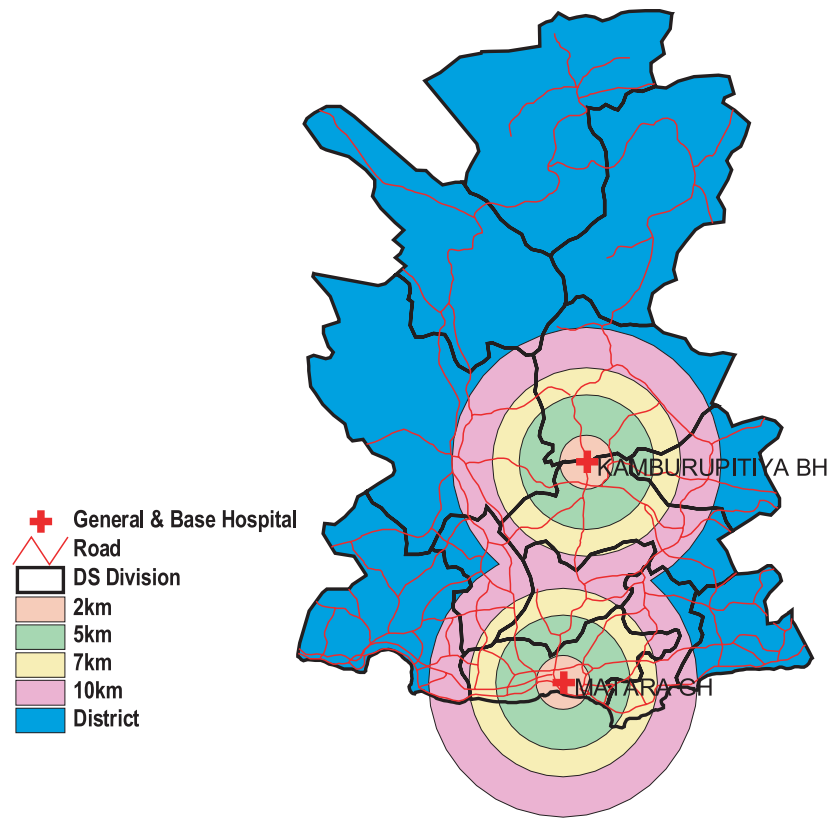 KAMBURUPITIYA BH
General & Base Hospital
Road
DS Division
2km
5km
7km
10km
District
MATARA GH